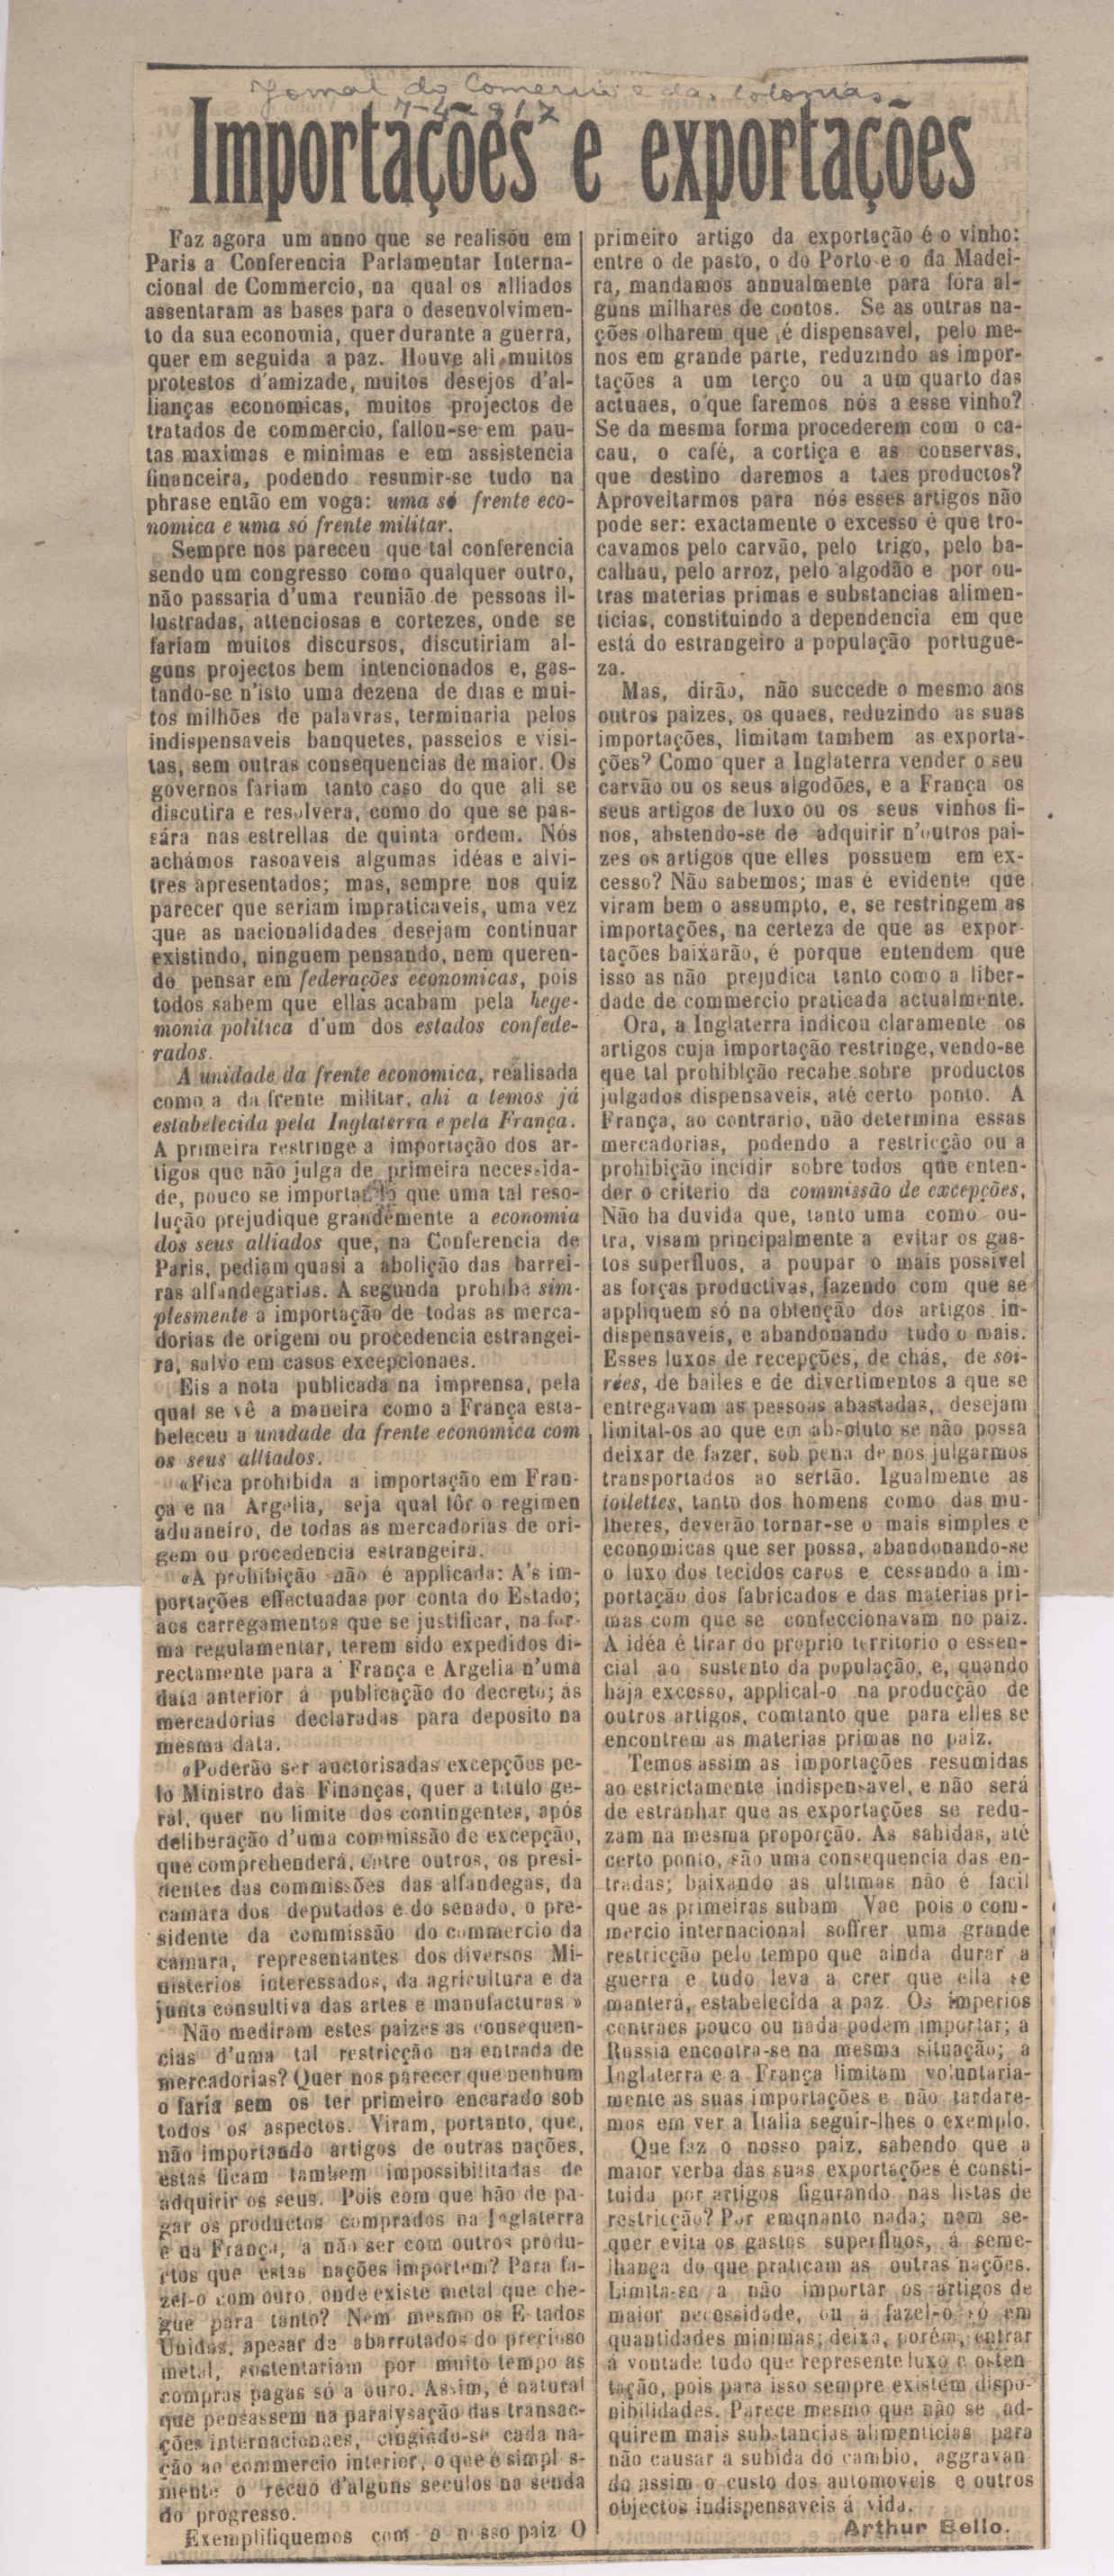 Jornal do Comercio e das Colonias
7-4-917
Importações e exportações
Faz agora um anno que se realisou em
Paris a Conferencia Parlamentar Interna-
cional de Commercio, na qual os alliados
assentaram as bases para o desenvolvimen-
to da sua economia, quer durante a guerra,
quer em seguida a paz. Houve ali muitos
protestos d'amizade, muitos desejos d'al-
lianças economicas, muitos projectos de
tratados de commercio, fallou-se em pau-
tas maximas e minimas e em assistencia
financeira, podendo resumir-se tudo na
phrase então em voga: uma só frente eco-
nomica e uma só frente militar.
Sempre nos pareceu que tal conferencia
sendo um congresso como qualquer outro,
não passaria d'uma reunião de pessoas il-
lustradas, attenciosas e cortezes, onde se
fariam muitos discursos, discutiriam al-
guns projectos bem intencionados e, gas-
tando-se n'isto uma dezena de dias e mui-
tos milhões de palavras, terminaria pelos
indispensaveis banquetes, passeios e visi-
tas, sem outras consequencias de maior. Os
governos fariam tanto caso do que ali se
discutira e resolvera, como do que se pas-
sára nas estrellas de quinta ordem. Nós
achámos rasoaveis algumas idéas e alvi-
tres apresentados; mas, sempre nos quiz
parecer que seriam impraticaveis, uma vez
que as nacionalidades desejam continuar
existindo, ninguem pensando, nem queren-
do pensar em federações economicas, pois
todos sabem que ellas acabam pela hege-
monia politica d'um dos estados confede-
rados.
A unidade da frente economica, realisada
como a da frente militar, ahi a temos já
estabelecida pela Inglaterra e pela França.
A primeira restringe a importação dos ar-
tigos que não julga de primeira necessida-
de, pouco se importando que uma tal reso-
lução prejudique grandemente a economia
dos seus alliados que, na Conferencia de
Paris, pediam quasi a abolição das barrei-
ras alfandegarias. A segunda prohibe sim-
plesmente a importação de todas as merca-
dorias de origem ou procedencia estrangei-
ra, salvo em casos excepcionaes.
Eis a nota publicada na imprensa, pela
qual se vê a maneira como a França esta-
beleceu a unidade da frente economica com
os seus alliados.
«Fica prohibida a importação em Fran-
ça e na Argelia, seja qual fôr o regimen
aduaneiro, de todas as mercadorias de ori-
gem ou procedencia estrangeira.
«A prohibição não é applicada: A's im-
portações effectuadas por conta do Estado;
aos carregamentos que se justificar, na for-
ma regulamentar, terem sido expedidos di-
rectamente para a França e Argelia n'uma
data anterior á publicação do decreto; ás
mercadorias declaradas para deposito na
mesma data.
«Poderão ser auctorisadas excepções pe-
lo Ministro das Finanças, quer a titulo ge-
ral, quer no limite dos contingentes, após
deliberação d'uma commissão de excepção,
que comprehenderá, entre outros, os presi-
dentes das commissões das alfandegas, da
camara dos deputados e do senado, o pre-
sidente da commissão do commercio da
camara, representantes dos diversos Mi-
nisterios interessados, da agricultura e da
junta consultiva das artes e manufacturas»
Não mediram estes paizes as consequen-
cias d'uma tal restricção na entrada de
mercadorias? Quer nos parecer que nenhum
o faria sem os ter primeiro encarado sob
todos os aspectos. Viram, portanto, que,
não importando artigos de outras nações,
estas ficam tambem impossibilitadas de
adquirir os seus. Pois com que hão de pa-
gar os productos comprados na Inglaterra
e na França, a não ser com outros produ-
ctos que estas nações importem? Para fa-
zel-o com ouro, onde existe metal que che-
gue para tanto? Nem mesmo os Estados
Unidos, apesar de abarrotados do precioso
metal, sustentariam por muito tempo as
compras pagas só a ouro. Assim, é natural
que pensassem na paralysação das transac-
ções internacionaes, cingindo-se cada na-
ção ao commercio interior, o que é simples-
mente o recuo d'alguns seculos na senda
do progresso.
Exemplifiquemos com o nosso paiz O
primeiro artigo da exportação é o vinho:
entre o de pasto, o do Porto e o da Madei-
ra, mandamos annualmente para fóra al-
guns milhares de contos. Se as outras na-
ções olharem que é dispensavel, pelo me-
nos em grande parte, reduzindo as impor-
tações a um terço ou a um quarto das
actuaes, o que faremos nós a esse vinho?
Se da mesma forma procederem com o ca-
cau, o café, a cortiça e as conservas,
que destino daremos a taes productos?
Aproveitarmos para nós esses artigos não
pode ser: exactamente o excesso é que tro-
cavamos pelo carvão, pelo trigo, pelo ba-
calhau, pelo arroz, pelo algodão e por ou-
tras materias primas e substancias alimen-
ticias, constituindo a dependencia em que
está do estrangeiro a população portugue-
za.
Mas, dirão, não succede o mesmo aos
outros paizes, os quaes, reduzindo as suas
importações, limitam tambem as exporta-
ções? Como quer a Inglaterra vender o seu
carvão ou os seus algodões, e a França os
seus artigos de luxo ou os seus vinhos fi-
nos, abstendo-se de adquirir n'outros pai-
zes os artigos que elles possuem em ex-
cesso? Não sabemos; mas é evidente que
viram bem o assumpto, e, se restringem as
importações, na certeza de que as expor-
tações baixarão, é porque entendem que
isso as não prejudica tanto como a liber-
dade de commercio praticada actualmente.
Ora, a Inglaterra indicou claramente os
artigos cuja importação restringe, vendo-se
que tal prohibição recahe sobre productos
julgados dispensaveis, até certo ponto. A
França, ao contrario, não determina essas
mercadorias, podendo a restricção ou a
prohibição incidir sobre todos que enten-
der o criterio da commissão de excepções,
Não ha duvida que, tanto uma como ou-
tra, visam principalmente a evitar os gas-
tos superfluos, a poupar o mais possivel
as forças productivas, fazendo com que se
appliquem só na obtenção dos artigos in-
dispensaveis, e abandonando tudo o mais.
Esses luxos de recepções, de chás, de soi-
rées, de bailes e de divertimentos a que se
entregavam as pessoas abastadas, desejam
limital-os ao que em absoluto se não possa
deixar de fazer, sob pena de nos julgarmos
transportados ao sertão. Igualmente as
toilettes, tanto dos homens como das mu-
lheres, deverão tornar-se o mais simples e
economicas que ser possa, abandonando-se
o luxo dos tecidos caros e cessando a im-
portação dos fabricados e das materias pri-
mas com que se confeccionavam no paiz.
A idéa é tirar do proprio territorio o essen-
cial ao sustento da população, e, quando
haja excesso, applical-o na producção de
outros artigos, comtanto que para elles se
encontrem as materias primas no paiz.
Temos assim as importações resumidas
ao estrictamente indispensavel, e não será
de estranhar que as exportações se redu-
zam na mesma proporção. As sahidas, até
certo ponto, são uma consequencia das en-
tradas; baixando as ultimas não é facil
que as primeiras subam. Vae pois o com-
mercio internacional soffrer uma grande
restricção pelo tempo que ainda durar a
guerra e tudo leva a crer que ella se
manterá, estabelecida a paz. Os imperios
centraes pouco ou nada podem importar; a
Russia encontra-se na mesma situação; a
Inglaterra e a França limitam voluntaria-
mente as suas importações e não tardare-
mos em ver a Italia seguir-lhes o exemplo.
Que faz o nosso paiz, sabendo que a
maior verba das suas exportações é consti-
tuida por artigos figurando nas listas de
restricção? Por emqnanto nada; nem se-
quer evita os gastos superfluos, á seme-
lhança do que praticam as outras nações.
Limita-se a não importar os artigos de
maior necessidade, ou a fazel-o só em
quantidades minimas; deixa, porém, entrar
á vontade tudo que represente luxo e osten
tação, pois para isso sempre existem dispo-
nibilidades. Parece mesmo que não se ad-
quirem mais substancias alimenticias para
não causar a subida do cambio, aggravan
do assim o custo dos automoveis e outros
objectos indispensaveis á vida.
Arthur Bello.